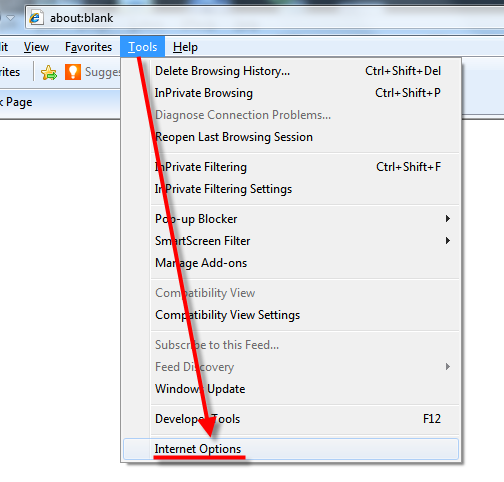 about:blank
it View Favorites Tools Help
rites Sugges
k Page
Delete Browsing History... Ctrl+Shift+Del
InPrivate Browsing Ctrl+Shift+P
Diagnose Connection Problems...
Reopen Last Browsing Session
InPrivate Filtering Ctrl+Shift+F
InPrivate Filtering Settings
Pop-up Blocker
SmartScreen Filter
Manage Add-ons
Compatibility View
Compatibility View Settings
Subscribe to this Feed...
Feed Discovery
Windows Update
Developer Tools F12
Internet Options